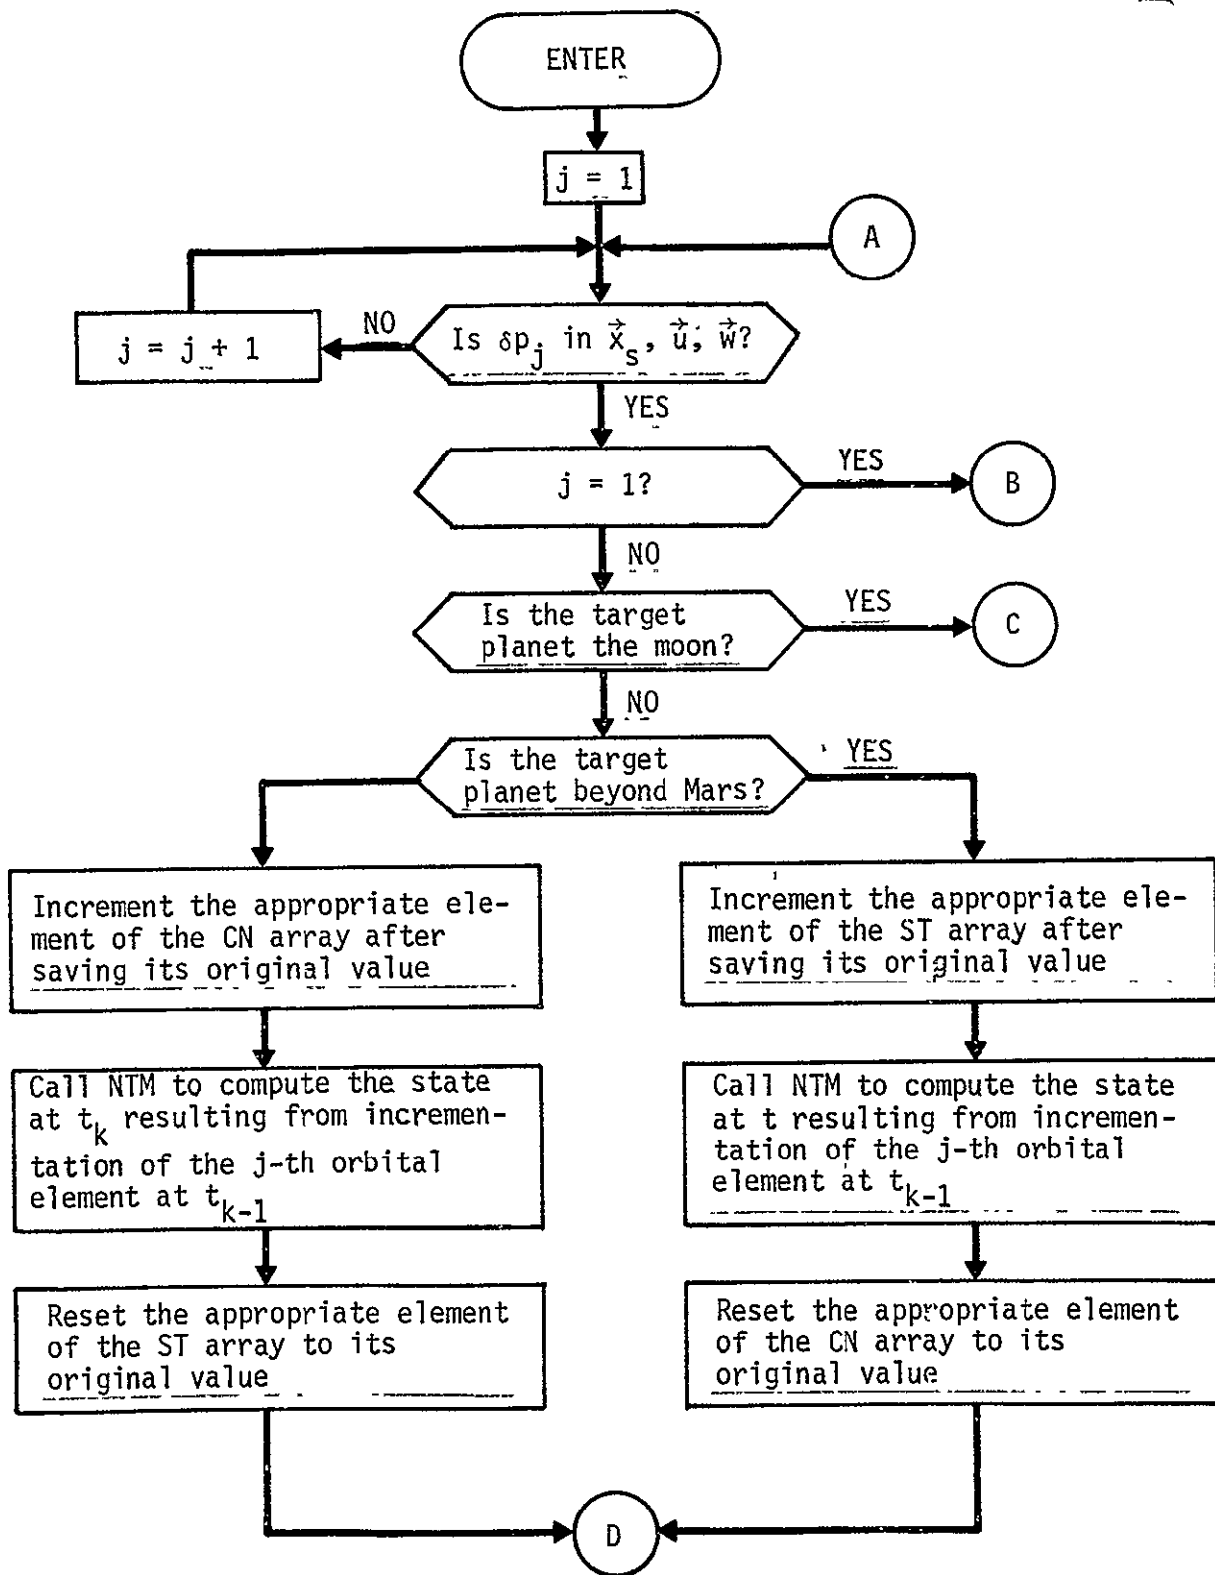 ENTER
j = 1
A
j = j + 1
NO
Is δp_j in x⃗_s, u⃗, w⃗?
YES
j = 1?
YES
B
NO
Is the target
planet the moon?
YES
C
NO
Is the target
planet beyond Mars?
YES
Increment the appropriate ele-
ment of the CN array after
saving its original value
Call NTM to compute the state
at t_k resulting from incremen-
tation of the j-th orbital
element at t_{k-1}
Reset the appropriate element
of the ST array to its
original value
Increment the appropriate ele-
ment of the ST array after
saving its original value
Call NTM to compute the state
at t resulting from incremen-
tation of the j-th orbital
element at t_{k-1}
Reset the appropriate element
of the CN array to its
original value
D